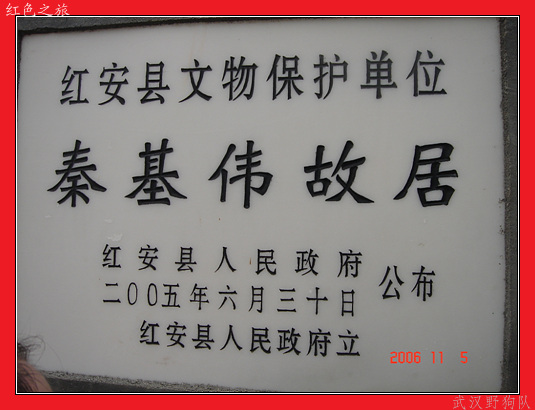 红色之旅
红安县文物保护单位
秦基伟故居
红安县人民政府
二〇〇五年六月三十日 公布
红安县人民政府立
2006 11 5
武汉野狗队